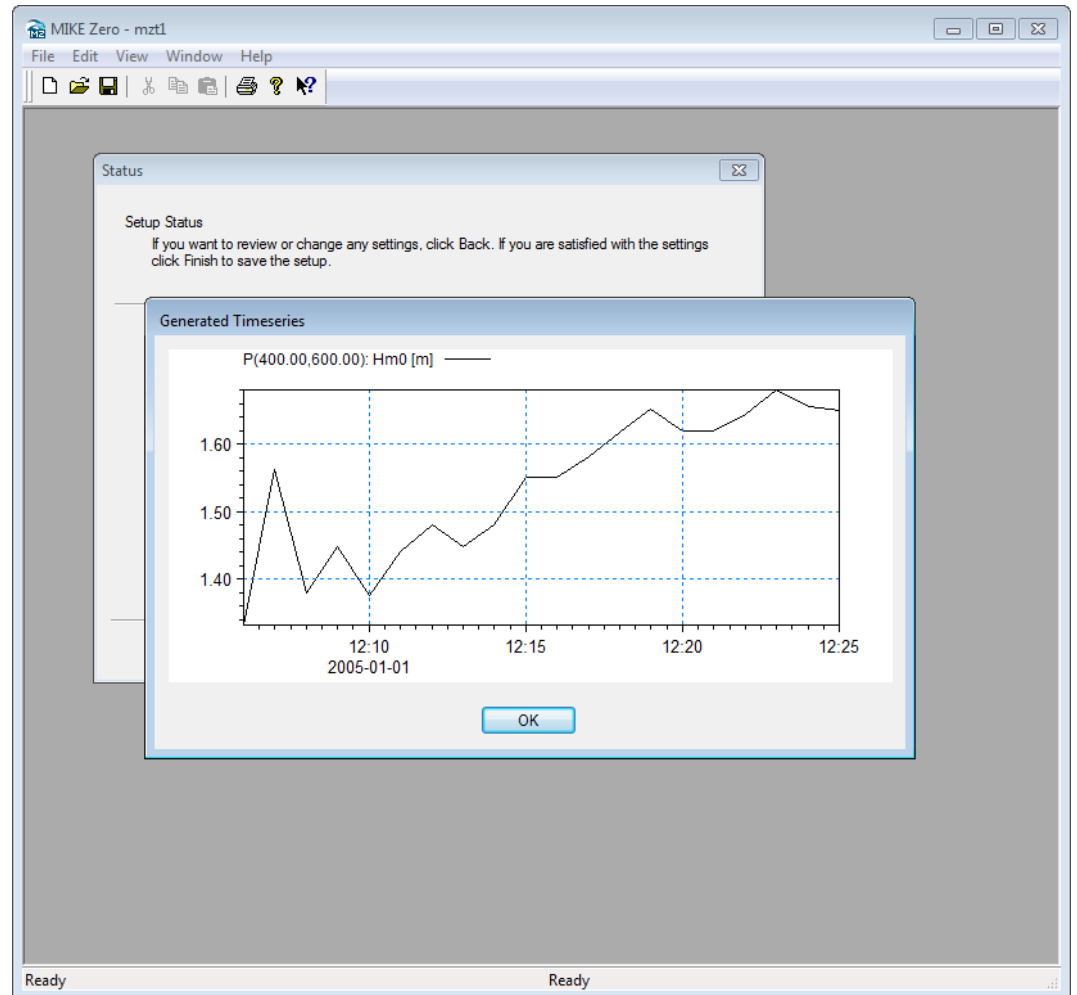 MIKE Zero - mzt1
File Edit View Window Help
Status
Setup Status
If you want to review or change any settings, click Back. If you are satisfied with the settings
click Finish to save the setup.
Generated Timeseries
P(400.00,600.00): Hm0 [m]
1.60
1.50
1.40
12:10 12:15 12:20 12:25
2005-01-01
OK
Ready Ready